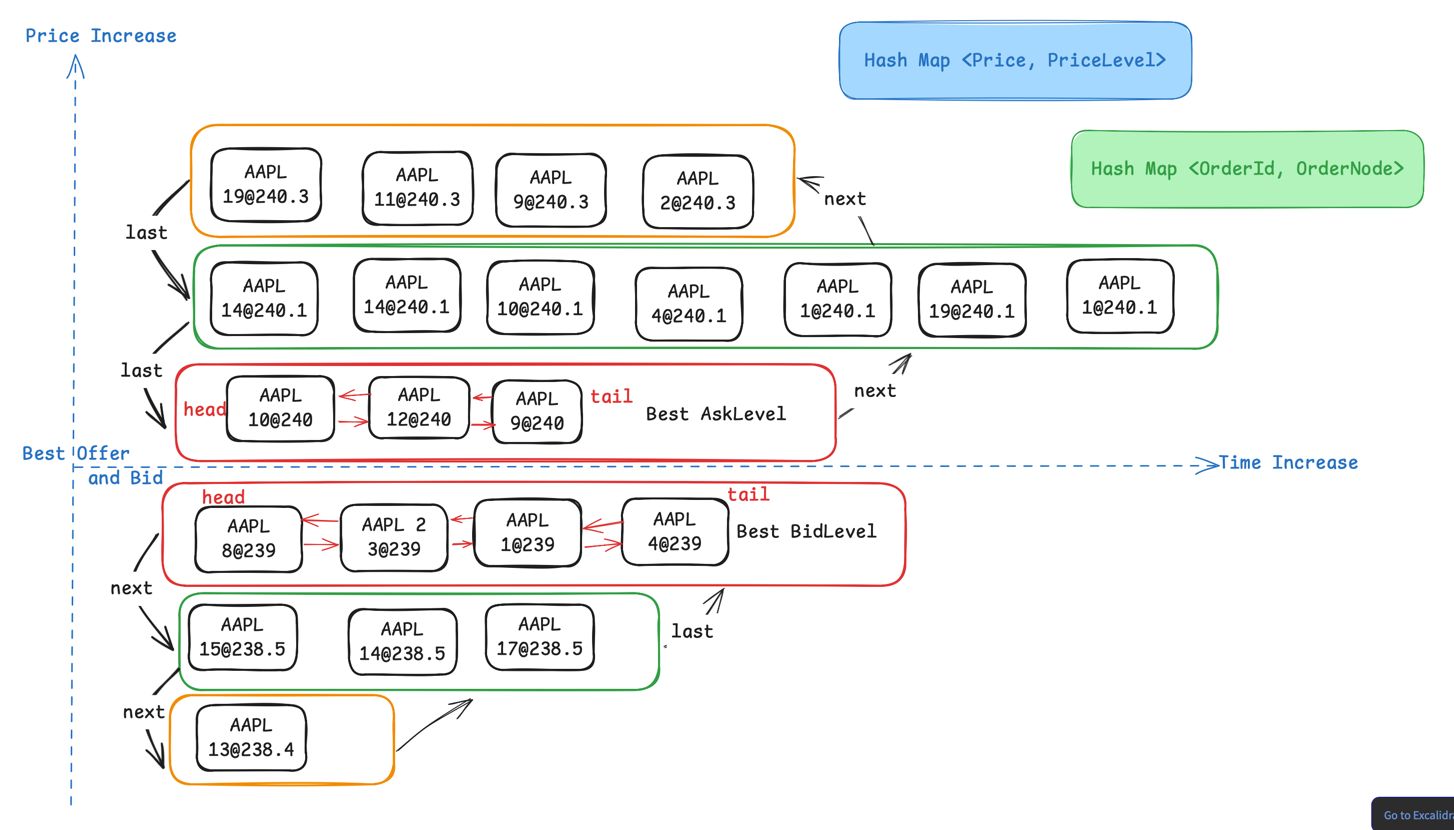 Price Increase
Hash Map <Price, PriceLevel>
Hash Map <OrderId, OrderNode>
AAPL
19@240.3
AAPL
11@240.3
AAPL
9@240.3
AAPL
2@240.3
next
last
AAPL
14@240.1
AAPL
14@240.1
AAPL
10@240.1
AAPL
4@240.1
AAPL
1@240.1
AAPL
19@240.1
AAPL
1@240.1
last
head
AAPL
10@240
AAPL
12@240
AAPL
9@240
tail
Best AskLevel
next
Best Offer
and Bid
Time Increase
head
AAPL
8@239
AAPL 2
3@239
AAPL
1@239
AAPL
4@239
tail
Best BidLevel
next
AAPL
15@238.5
AAPL
14@238.5
AAPL
17@238.5
last
next
AAPL
13@238.4
Go to Excalidr